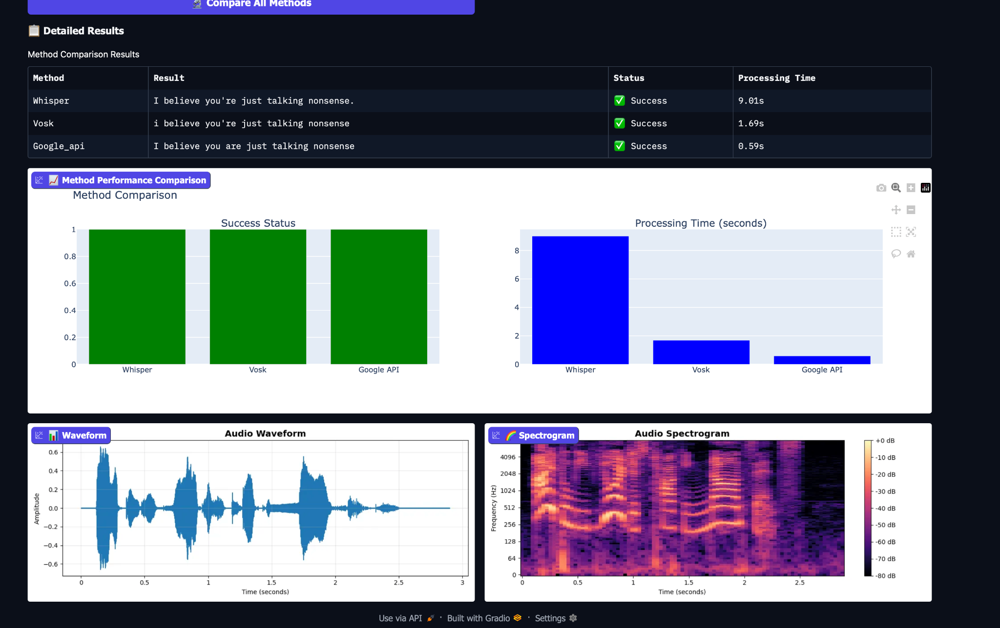 Compare All Methods
Detailed Results
Method Comparison Results
Method Result Status Processing Time
Whisper I believe you're just talking nonsense. Success 9.01s
Vosk i believe you're just talking nonsense Success 1.69s
Google_api I believe you are just talking nonsense Success 0.59s
Method Performance Comparison
Method Comparison
Success Status
1
0.8
0.6
0.4
0.2
0
Whisper Vosk Google API
Processing Time (seconds)
8
6
4
2
0
Whisper Vosk Google API
Waveform
Audio Waveform
Amplitude
0.6
0.4
0.2
0.0
−0.2
−0.4
−0.6
0 0.5 1 1.5 2 2.5 3
Time (seconds)
Spectrogram
Audio Spectrogram
Frequency (Hz)
4096
2048
1024
512
256
128
64
0
0 0.5 1 1.5 2 2.5
Time (seconds)
+0 dB
-10 dB
-20 dB
-30 dB
-40 dB
-50 dB
-60 dB
-70 dB
-80 dB
Use via API · Built with Gradio · Settings